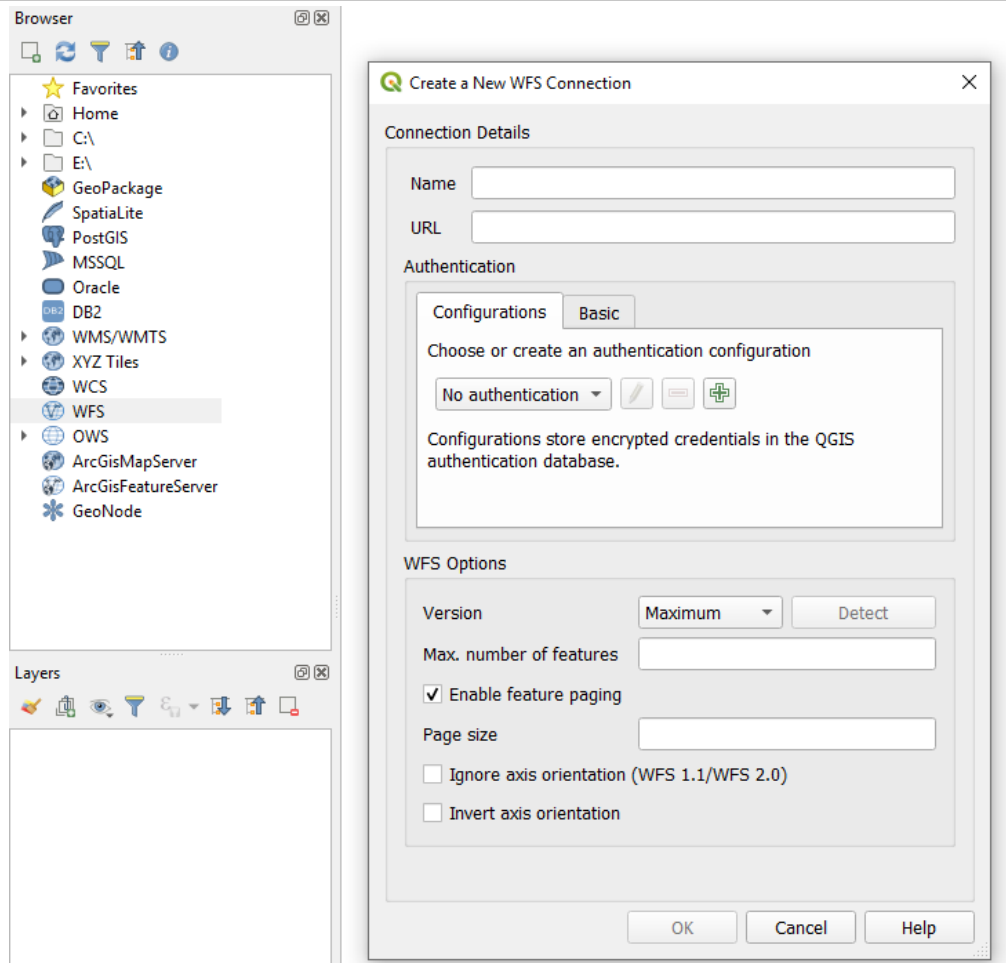 Browser
Favorites
Home
C:\
E:\
GeoPackage
SpatiaLite
PostGIS
MSSQL
Oracle
DB2
DB2
WMS/WMTS
XYZ Tiles
WCS
WFS
OWS
ArcGisMapServer
ArcGisFeatureServer
GeoNode
Layers
Create a New WFS Connection
Connection Details
Name
URL
Authentication
Configurations
Basic
Choose or create an authentication configuration
No authentication
Configurations store encrypted credentials in the QGIS
authentication database.
WFS Options
Version
Maximum
Detect
Max. number of features
Enable feature paging
Page size
Ignore axis orientation (WFS 1.1/WFS 2.0)
Invert axis orientation
OK
Cancel
Help